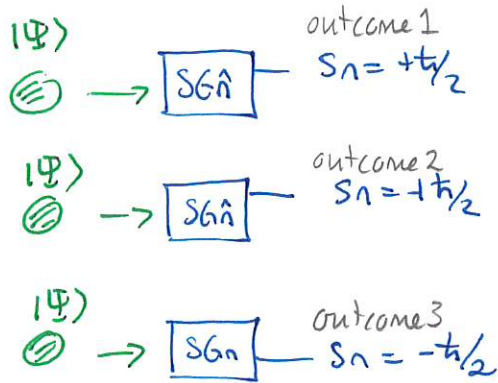 |Ψ⟩ outcome 1
SGn̂ Sn = +ħ/2
|Ψ⟩ outcome 2
SGn̂ Sn = +ħ/2
|Ψ⟩ outcome 3
SGn Sn = -ħ/2